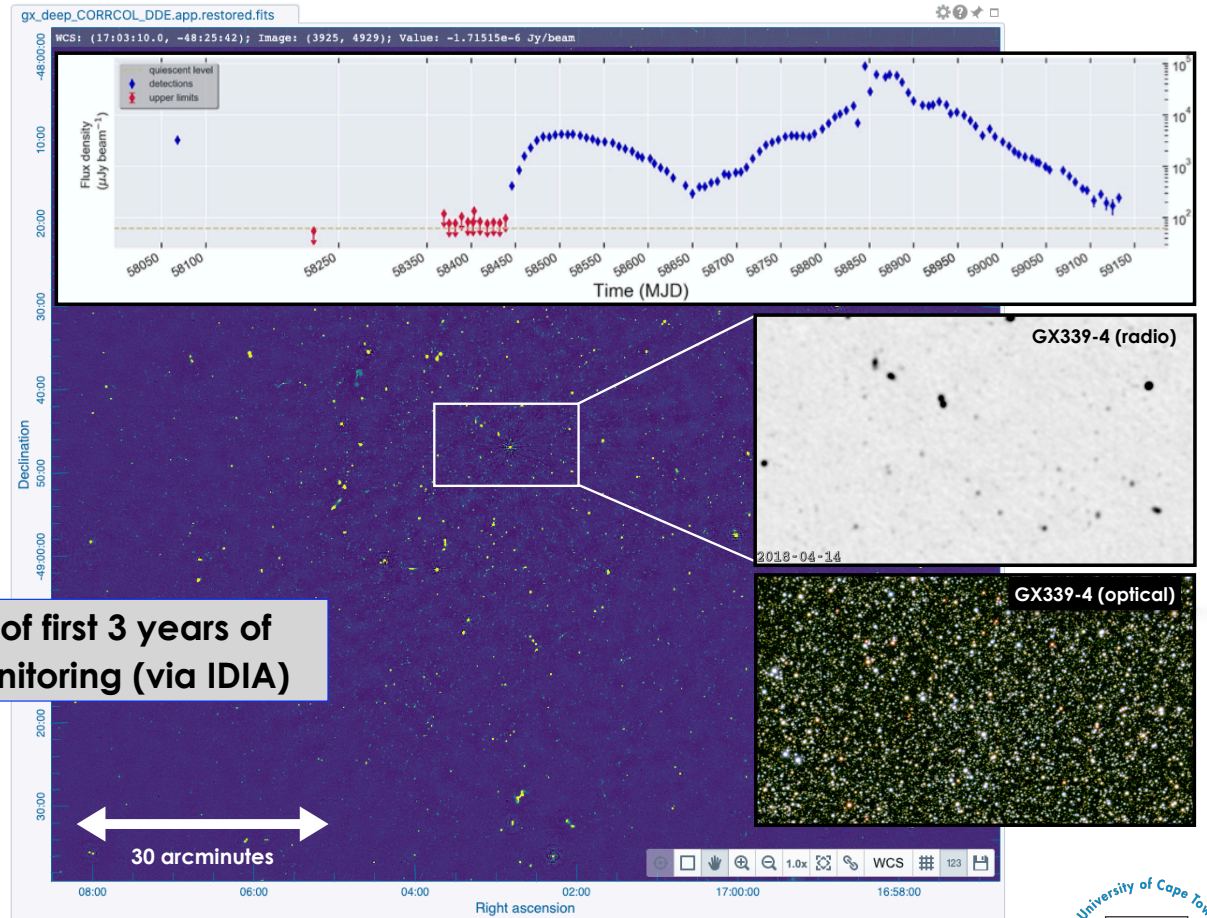 gx_deep_CORRCOL_DDE.app.restored.fits
WCS: (17:03:10.0, -48:25:42); Image: (3925, 4929); Value: -1.71515e-6 Jy/beam
quiescent level
detections
upper limits
Flux density
(μJy beam⁻¹)
10⁵
10⁴
10³
10²
58050
58100
58250
58350
58400
58450
58500
58550
58600
58650
58700
58750
58800
58850
58900
58950
59000
59050
59100
59150
Time (MJD)
-48:00:00
10:00
20:00
30:00
40:00
50:00
-49:00:00
20:00
30:00
Declination
GX339-4 (radio)
2018-04-14
GX339-4 (optical)
of first 3 years of
nitoring (via IDIA)
30 arcminutes
1.0x
WCS
123
08:00
06:00
04:00
02:00
17:00:00
16:58:00
Right ascension
University of Cape Tow